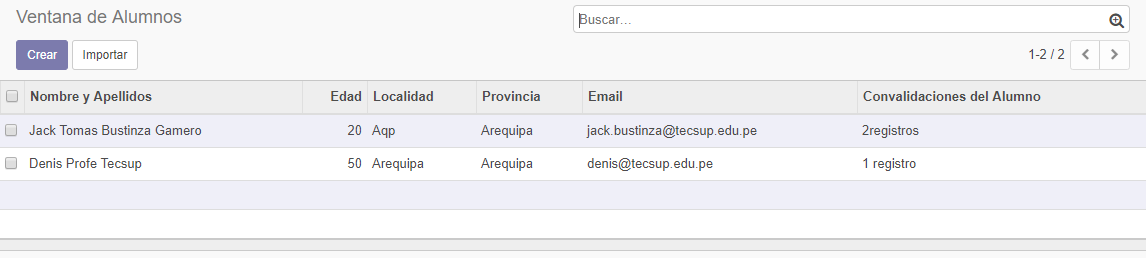 Ventana de Alumnos
Buscar...
Crear Importar
1-2 / 2
Nombre y Apellidos Edad Localidad Provincia Email Convalidaciones del Alumno
Jack Tomas Bustinza Gamero 20 Aqp Arequipa jack.bustinza@tecsup.edu.pe 2registros
Denis Profe Tecsup 50 Arequipa Arequipa denis@tecsup.edu.pe 1 registro